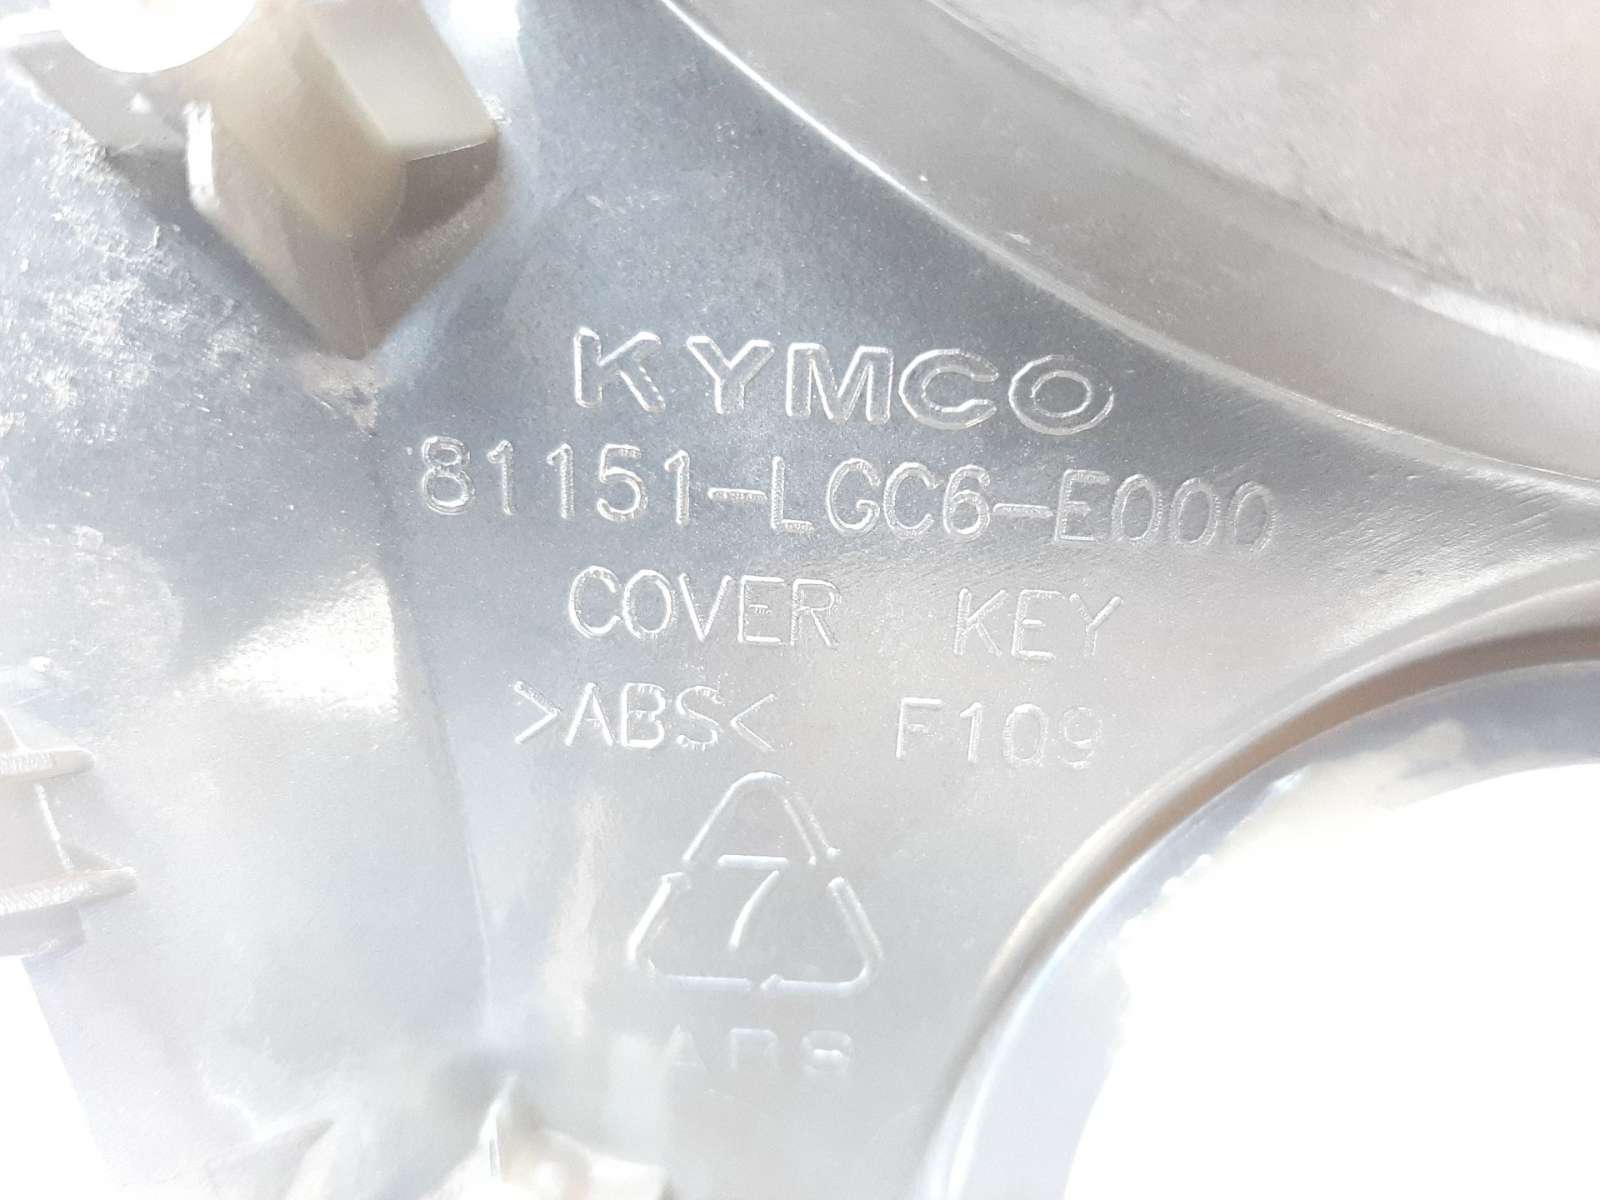 KYMCO
81151-LGC6-E000
COVER KEY
>ABS< F109
7
ABS